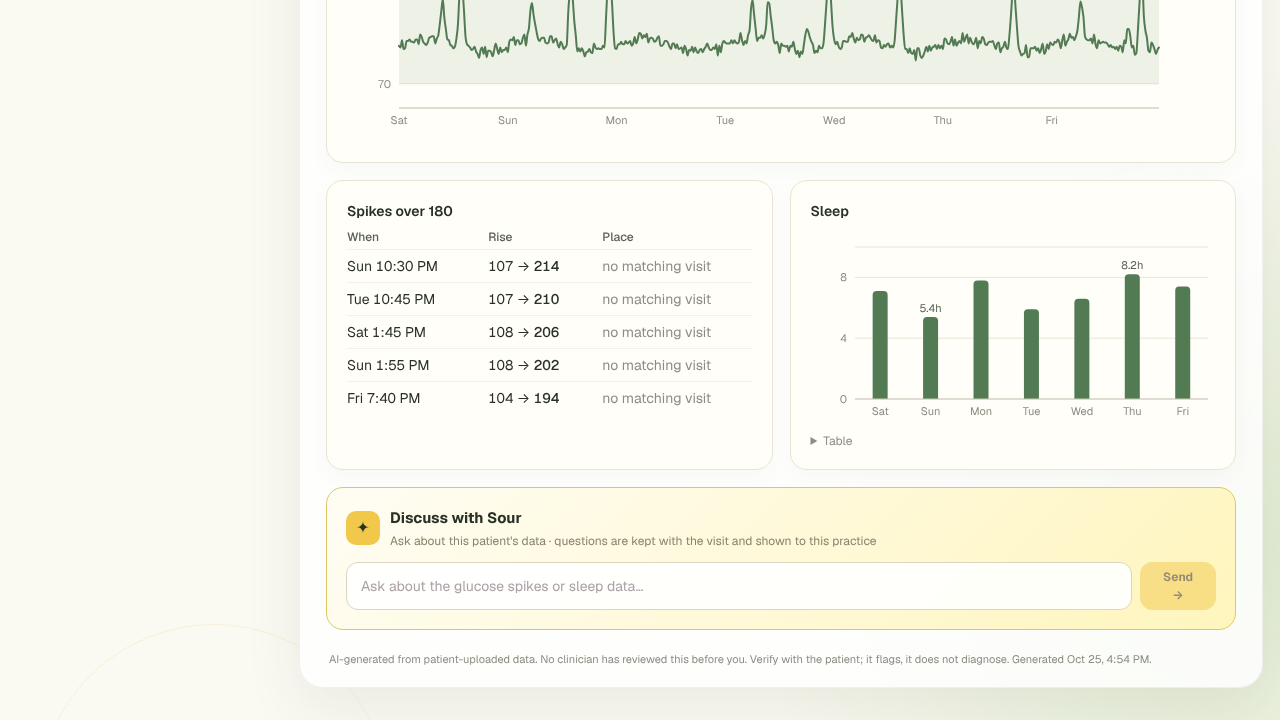 70
Sat Sun Mon Tue Wed Thu Fri
Spikes over 180
When Rise Place
Sun 10:30 PM 107 → 214 no matching visit
Tue 10:45 PM 107 → 210 no matching visit
Sat 1:45 PM 108 → 206 no matching visit
Sun 1:55 PM 108 → 202 no matching visit
Fri 7:40 PM 104 → 194 no matching visit
Sleep
8.2h
8
5.4h
4
0
Sat Sun Mon Tue Wed Thu Fri
▶ Table
Discuss with Sour
Ask about this patient's data · questions are kept with the visit and shown to this practice
Ask about the glucose spikes or sleep data…
Send
→
AI-generated from patient-uploaded data. No clinician has reviewed this before you. Verify with the patient; it flags, it does not diagnose. Generated Oct 25, 4:54 PM.